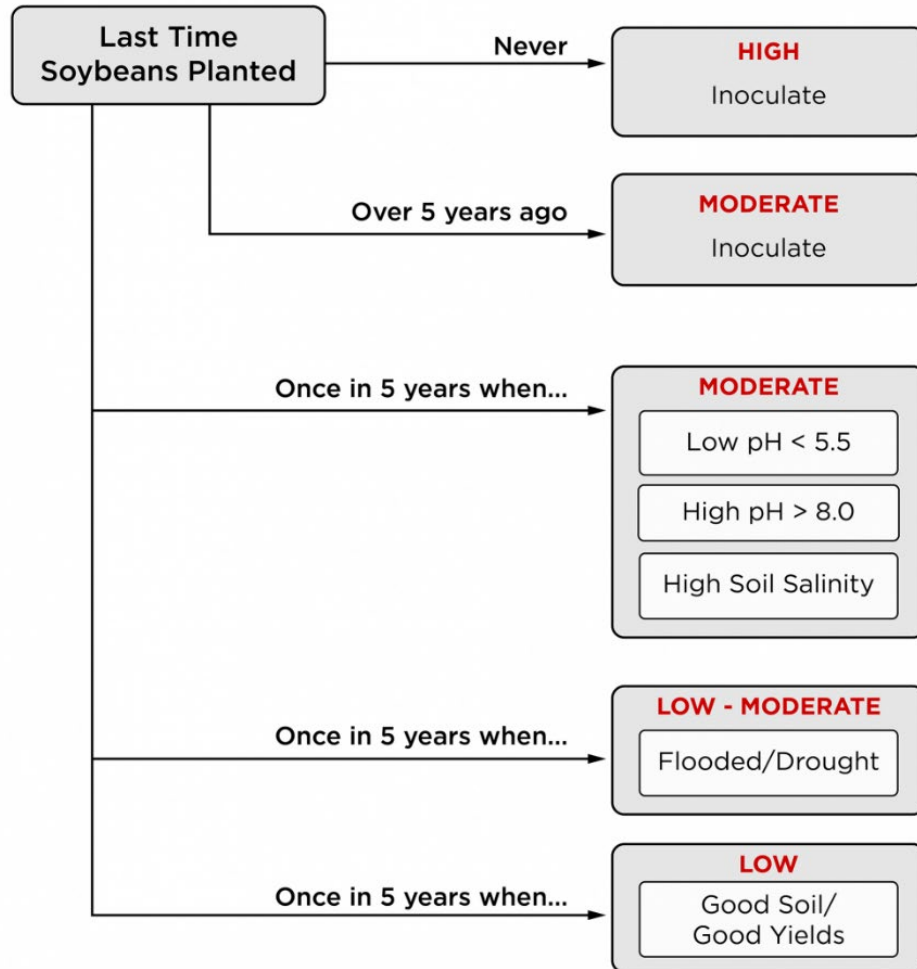 Last Time
Soybeans Planted
Never
HIGH
Inoculate
Over 5 years ago
MODERATE
Inoculate
Once in 5 years when...
MODERATE
Low pH < 5.5
High pH > 8.0
High Soil Salinity
Once in 5 years when...
LOW - MODERATE
Flooded/Drought
Once in 5 years when...
LOW
Good Soil/
Good Yields